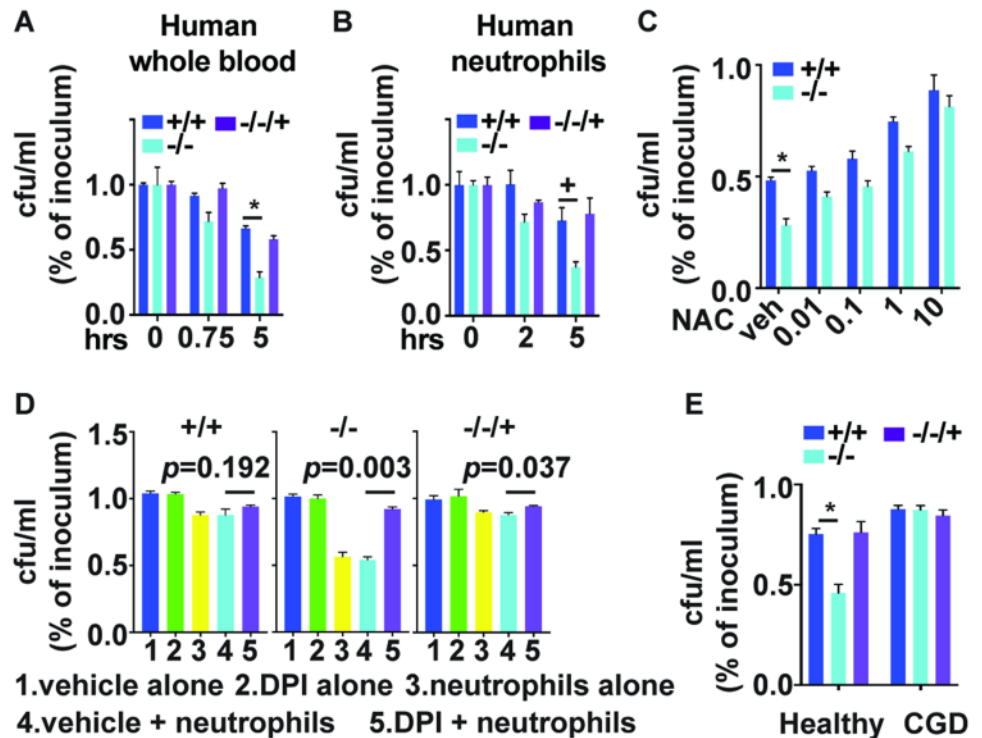 A
Human
whole blood
cfu/ml
(% of inoculum)
+/+ -/-/+
-/-
1.0
0.5
0.0
*
hrs 0 0.75 5
B
Human
neutrophils
cfu/ml
(% of inoculum)
+/+ -/-/+
-/-
1.0
0.5
0.0
+
hrs 0 2 5
C
cfu/ml
(% of inoculum)
+/+
-/-
1.0
0.5
0.0
*
NAC veh 0.01 0.1 1 10
D
cfu/ml
(% of inoculum)
+/+ -/- -/-/+
1.5
1.0
0.5
0.0
p=0.192 p=0.003 p=0.037
1 2 3 4 5 1 2 3 4 5 1 2 3 4 5
1.vehicle alone 2.DPI alone 3.neutrophils alone
4.vehicle + neutrophils 5.DPI + neutrophils
E
cfu/ml
(% of inoculum)
+/+ -/-/+
-/-
1.0
0.5
0.0
*
Healthy CGD